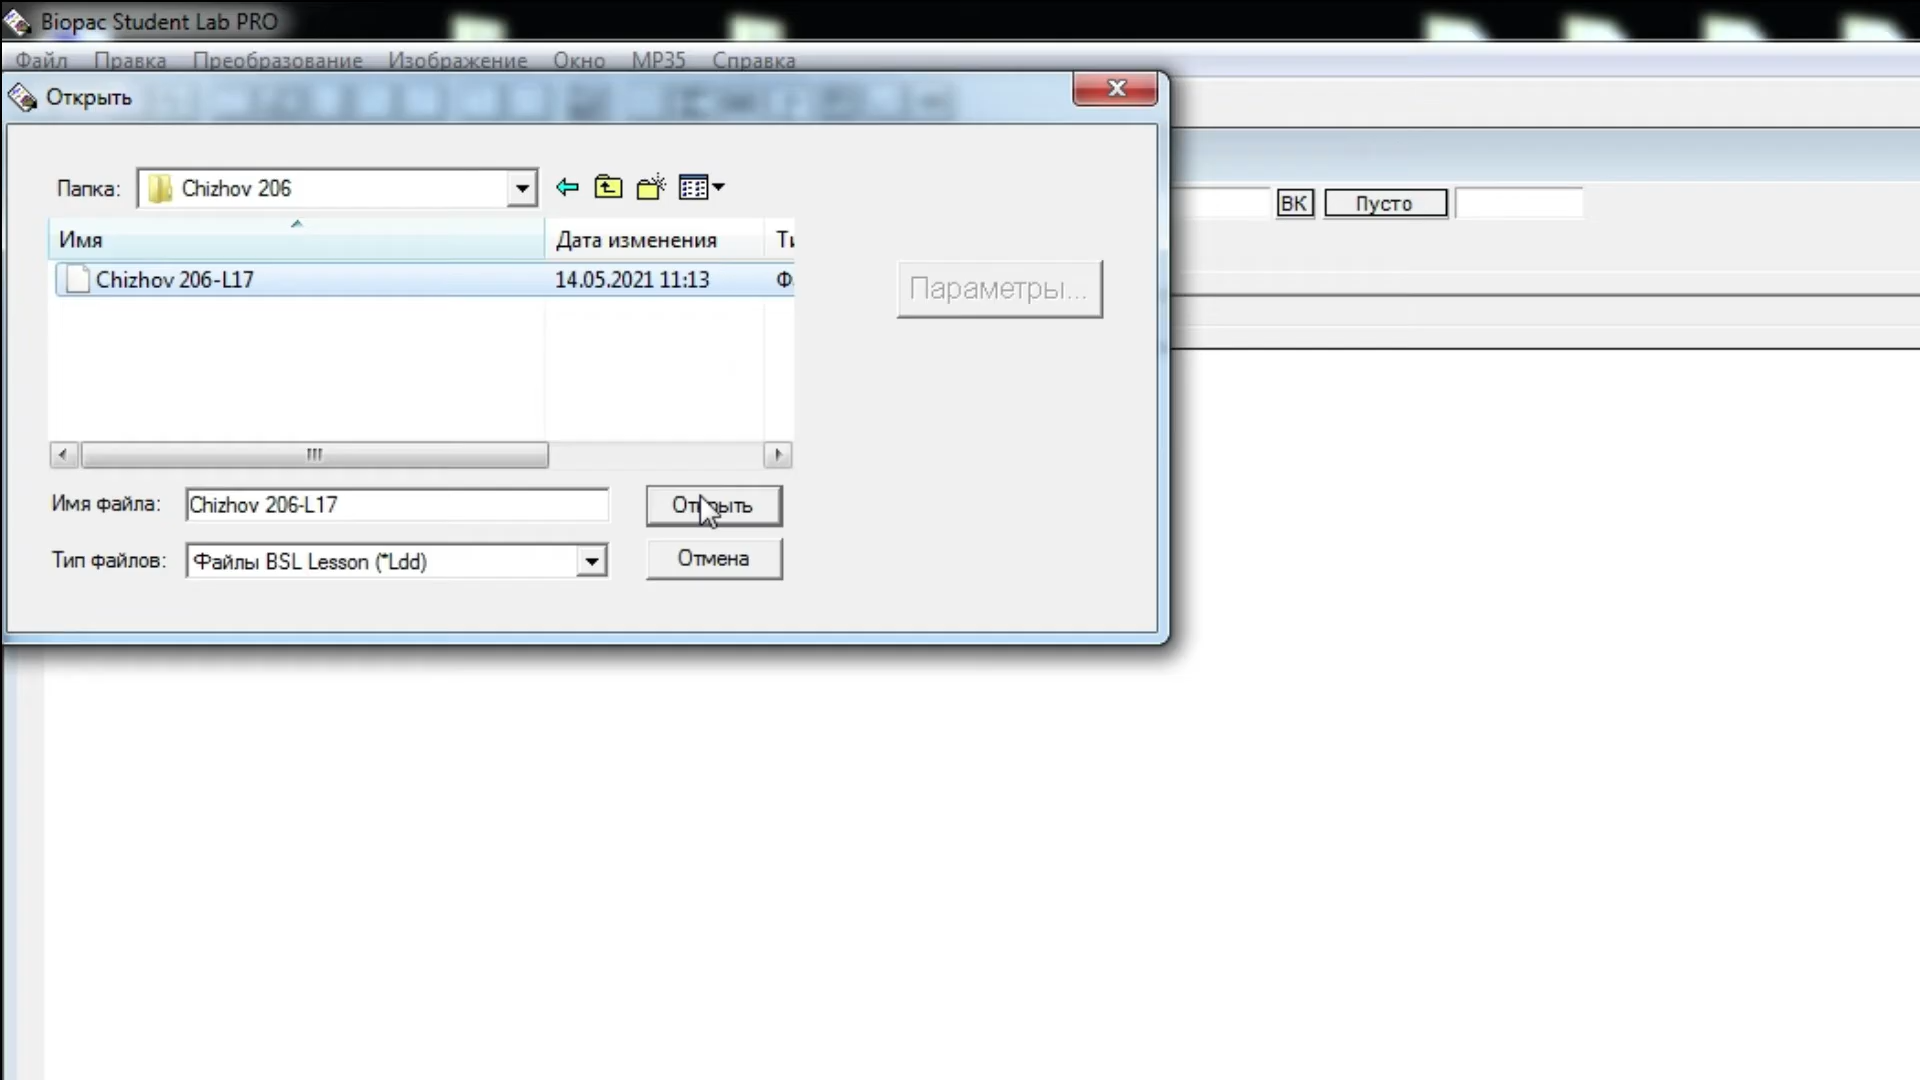 Biopac Student Lab PRO
Файл Правка Преобразование Изображение Окно MP35 Справка
Открыть
Папка: Chizhov 206
ВК Пусто
Имя Дата изменения
Chizhov 206-L17 14.05.2021 11:13
Параметры...
Имя файла: Chizhov 206-L17 Открыть
Тип файлов: Файлы BSL Lesson (*Ldd) Отмена